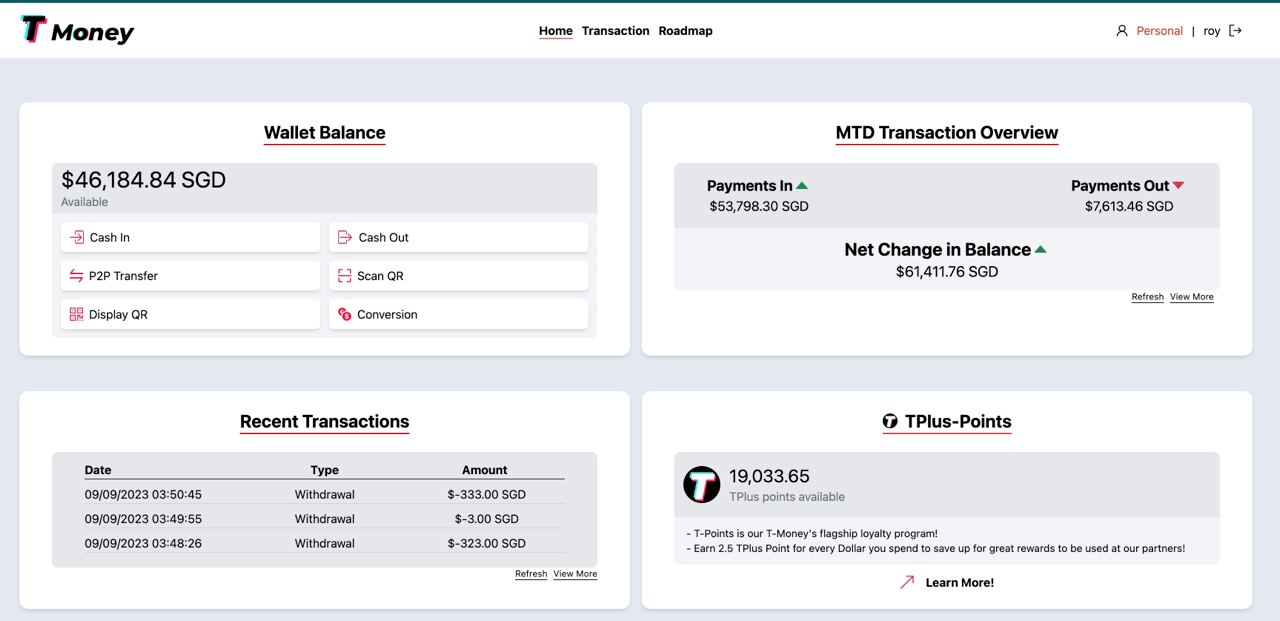 T Money
Home Transaction Roadmap
Personal | roy
Wallet Balance
$46,184.84 SGD
Available
Cash In
Cash Out
P2P Transfer
Scan QR
Display QR
Conversion
MTD Transaction Overview
Payments In
$53,798.30 SGD
Payments Out
$7,613.46 SGD
Net Change in Balance
$61,411.76 SGD
Refresh View More
Recent Transactions
Date Type Amount
09/09/2023 03:50:45 Withdrawal $-333.00 SGD
09/09/2023 03:49:55 Withdrawal $-3.00 SGD
09/09/2023 03:48:26 Withdrawal $-323.00 SGD
Refresh View More
T TPlus-Points
T
19,033.65
TPlus points available
- T-Points is our T-Money's flagship loyalty program!
- Earn 2.5 TPlus Point for every Dollar you spend to save up for great rewards to be used at our partners!
Learn More!